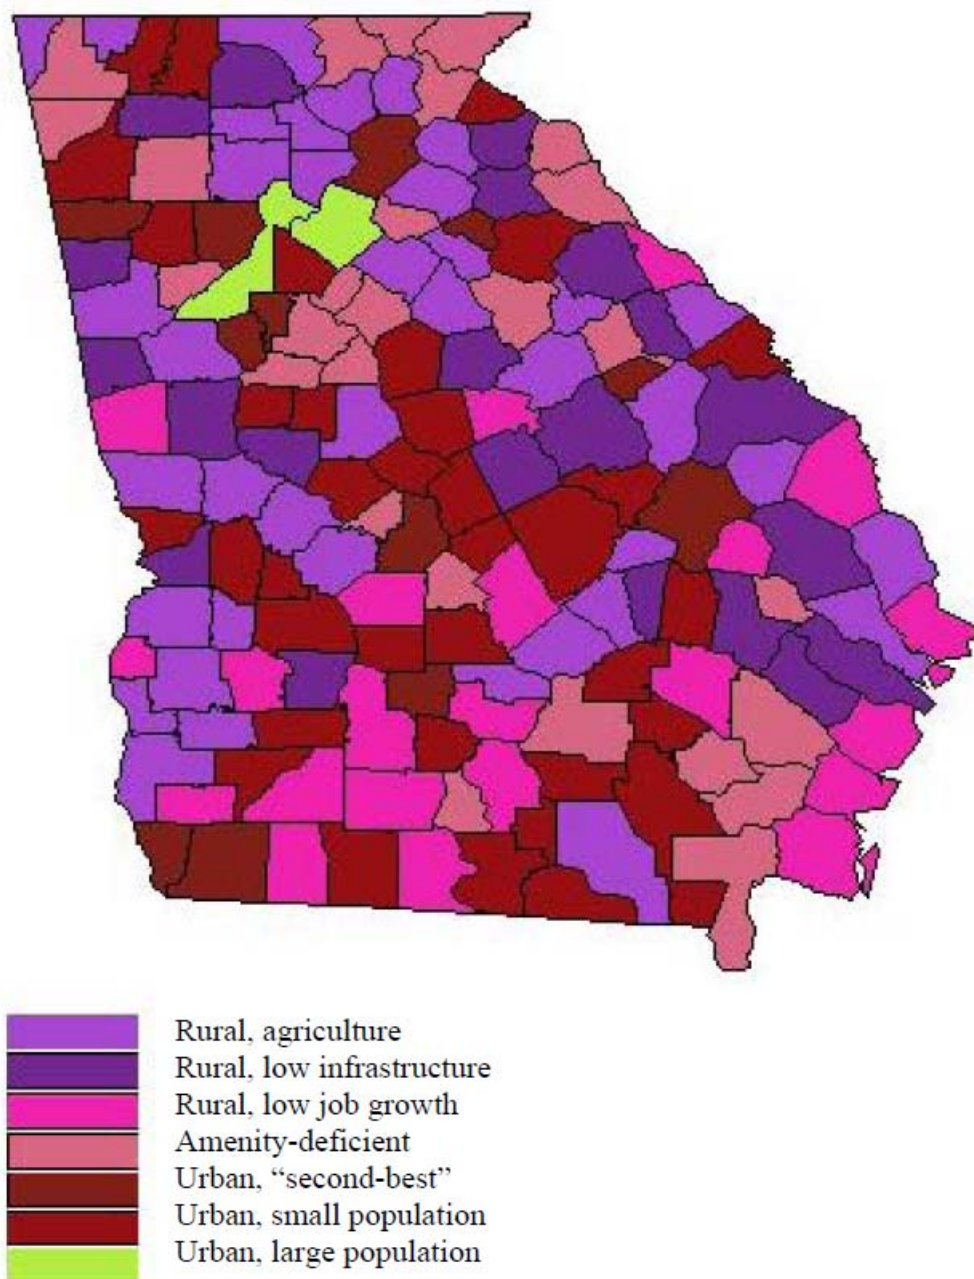 Rural, agriculture
Rural, low infrastructure
Rural, low job growth
Amenity-deficient
Urban, “second-best”
Urban, small population
Urban, large population